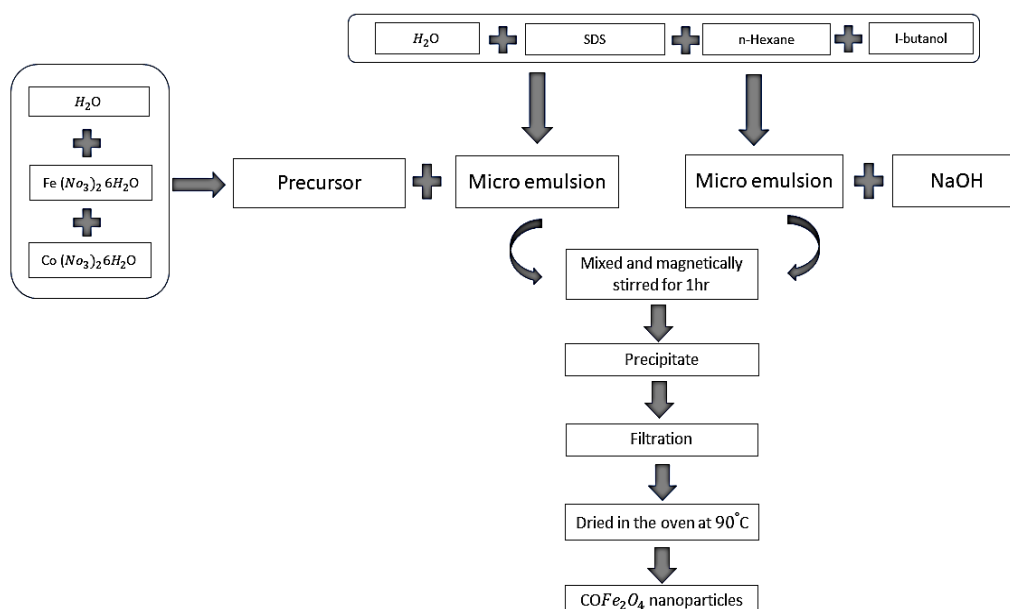 H₂O
SDS
n-Hexane
I-butanol
H₂O
Fe (No₃)₂ 6H₂O
Co (No₃)₂ 6H₂O
Precursor
Micro emulsion
Micro emulsion
NaOH
Mixed and magnetically
stirred for 1hr
Precipitate
Filtration
Dried in the oven at 90°C
COFe₂O₄ nanoparticles